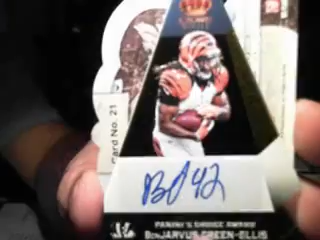 Card No. 21
BJ 42
PANINI'S CHOICE AWARD
BENJARVUS GREEN-ELLIS